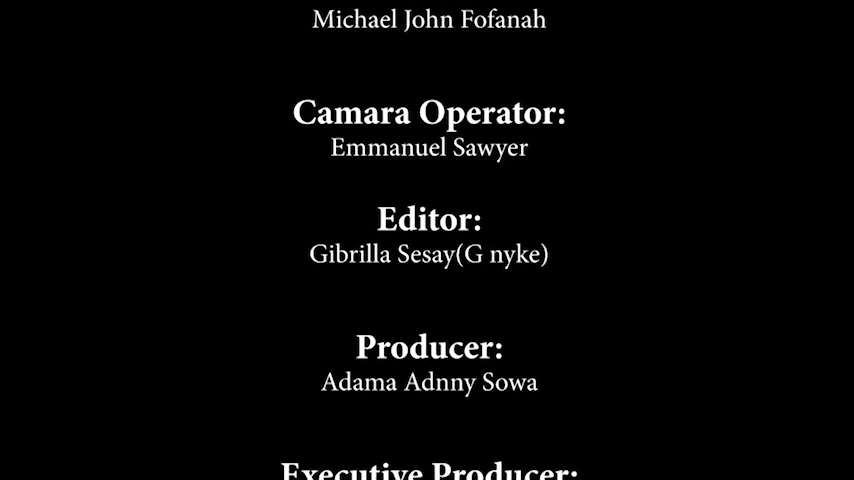 Michael John Fofanah
Camara Operator:
Emmanuel Sawyer
Editor:
Gibrilla Sesay(G nyke)
Producer:
Adama Adnny Sowa
Executive Producer: